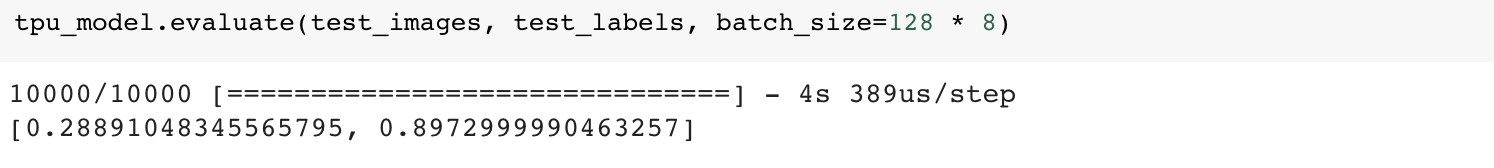 tpu_model.evaluate(test_images, test_labels, batch_size=128 * 8)
10000/10000 [==============================] - 4s 389us/step
[0.28891048345565795, 0.8972999990463257]